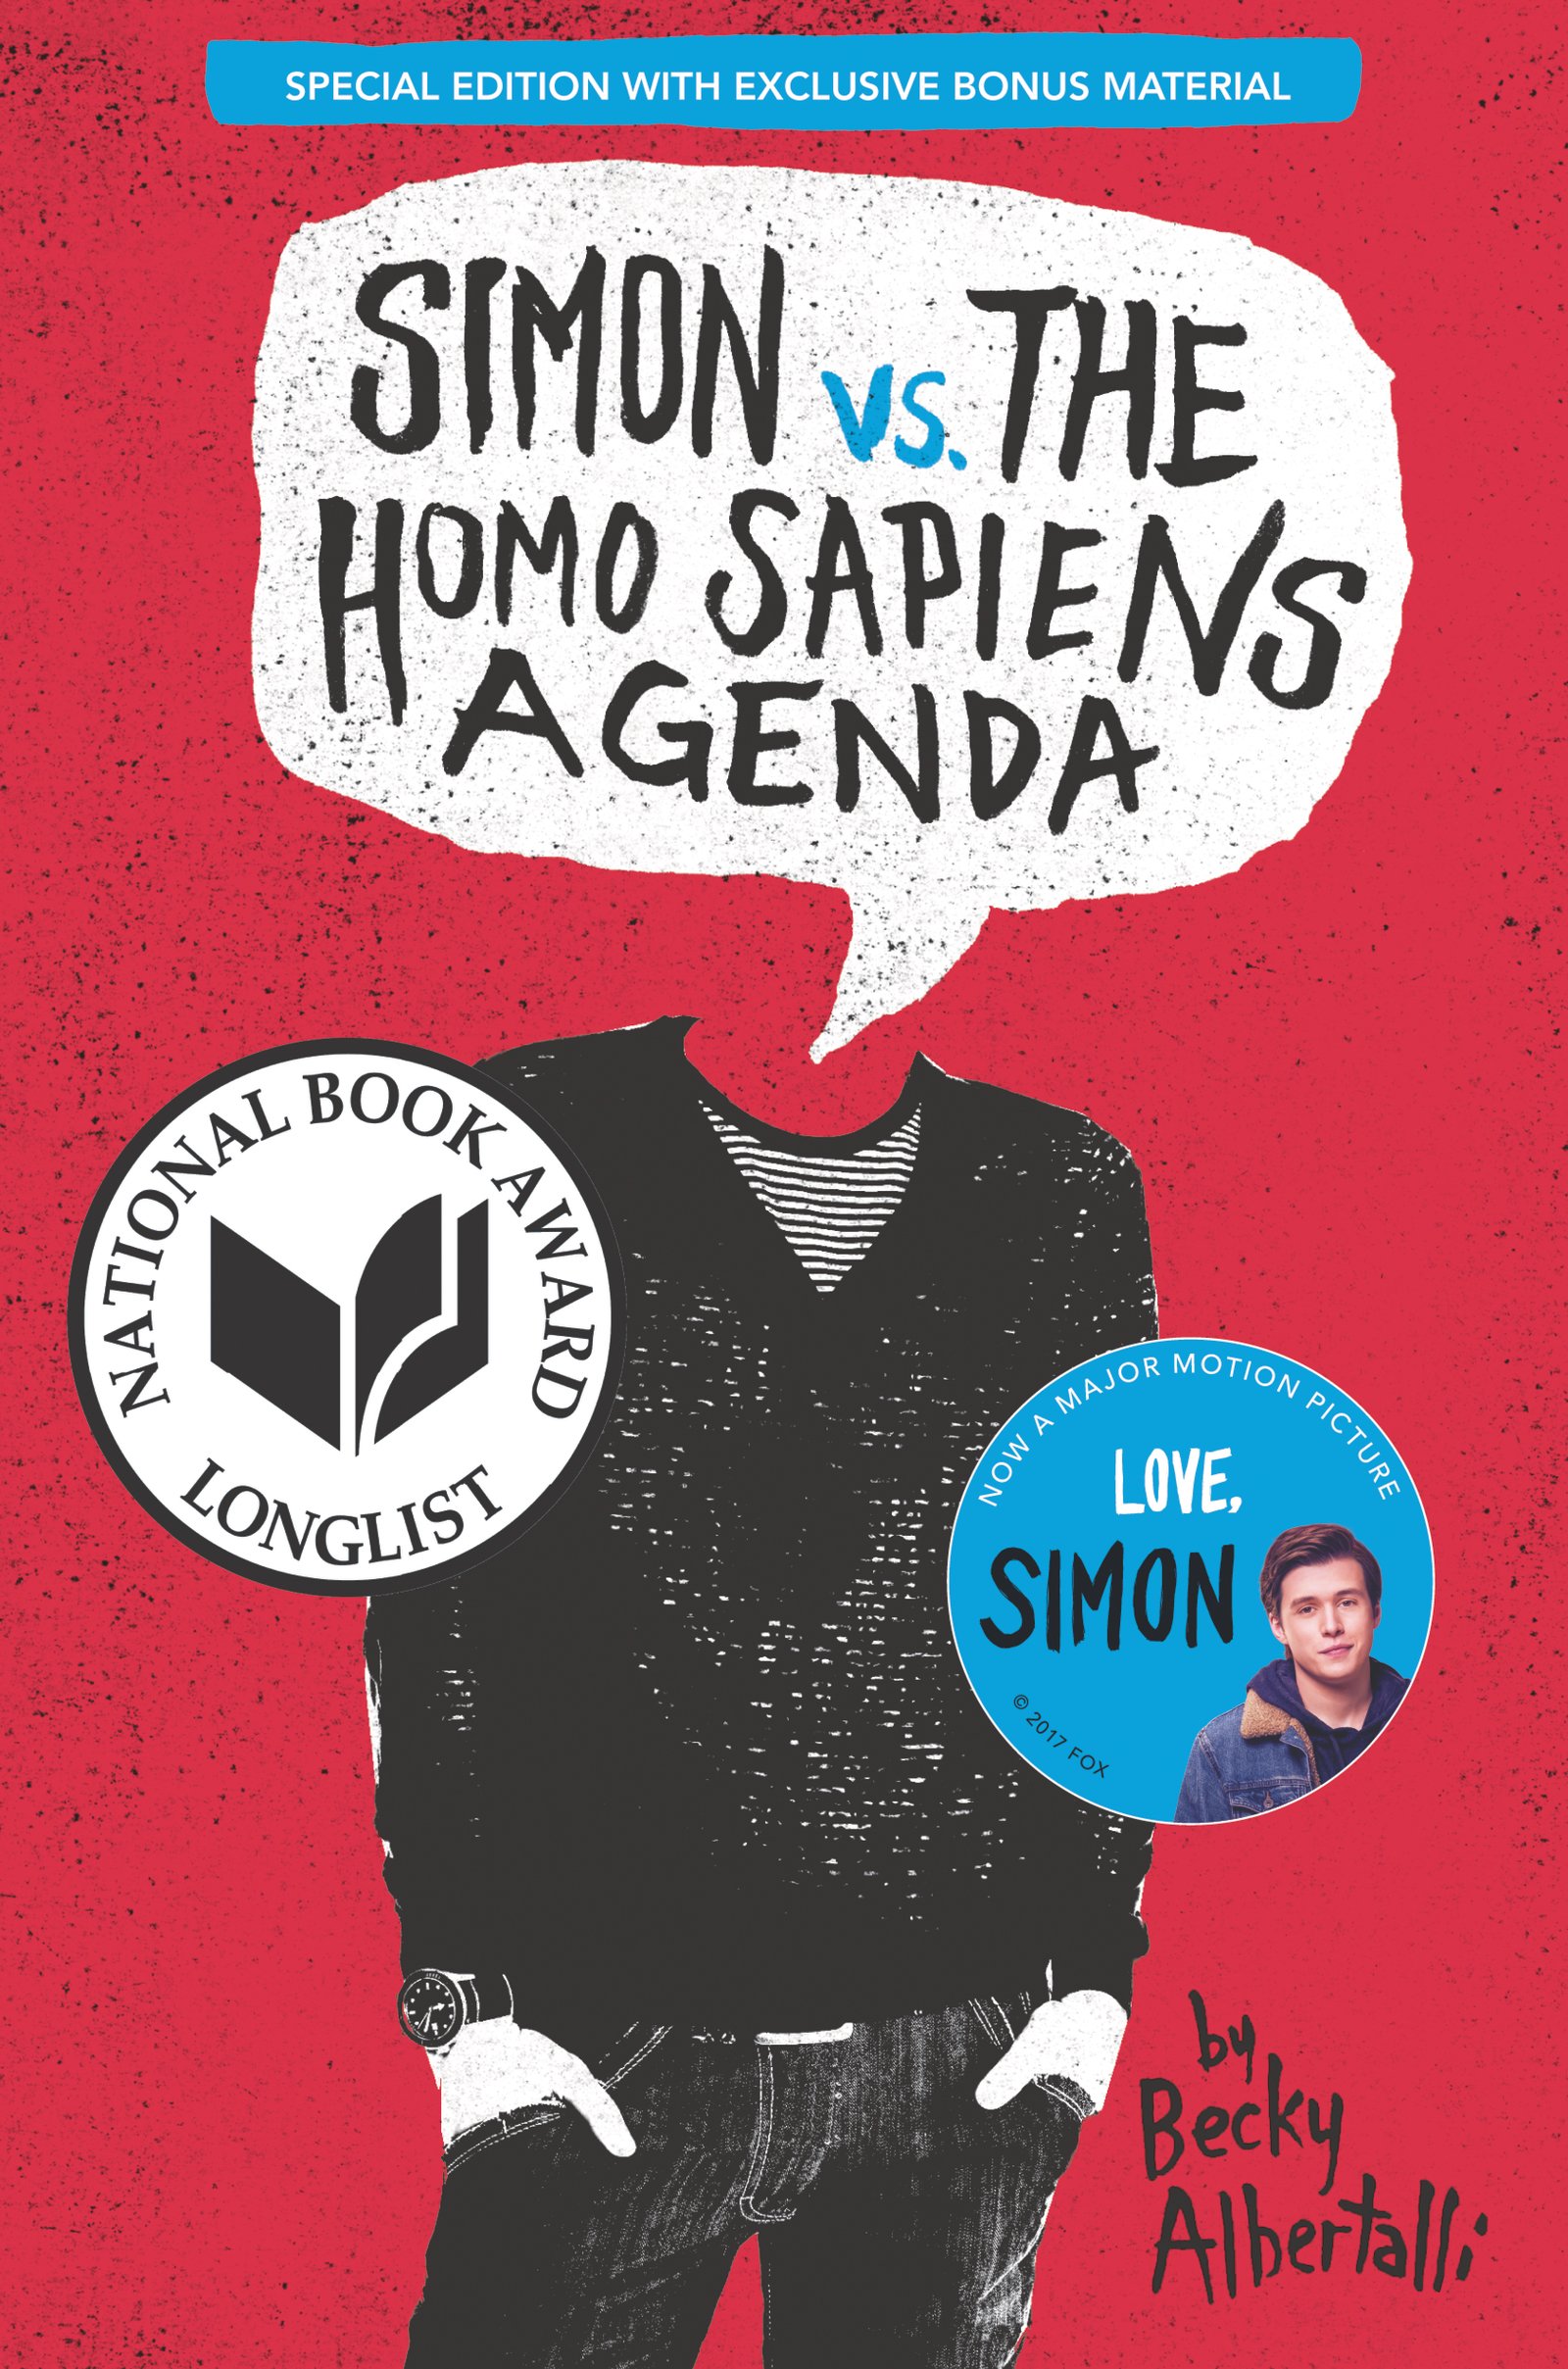 SPECIAL EDITION WITH EXCLUSIVE BONUS MATERIAL
SIMON VS. THE
HOMO SAPIENS
AGENDA
NATIONAL BOOK AWARD
LONGLIST
NOW A MAJOR MOTION PICTURE
LOVE,
SIMON
© 2017 FOX
by
Becky
Albertalli